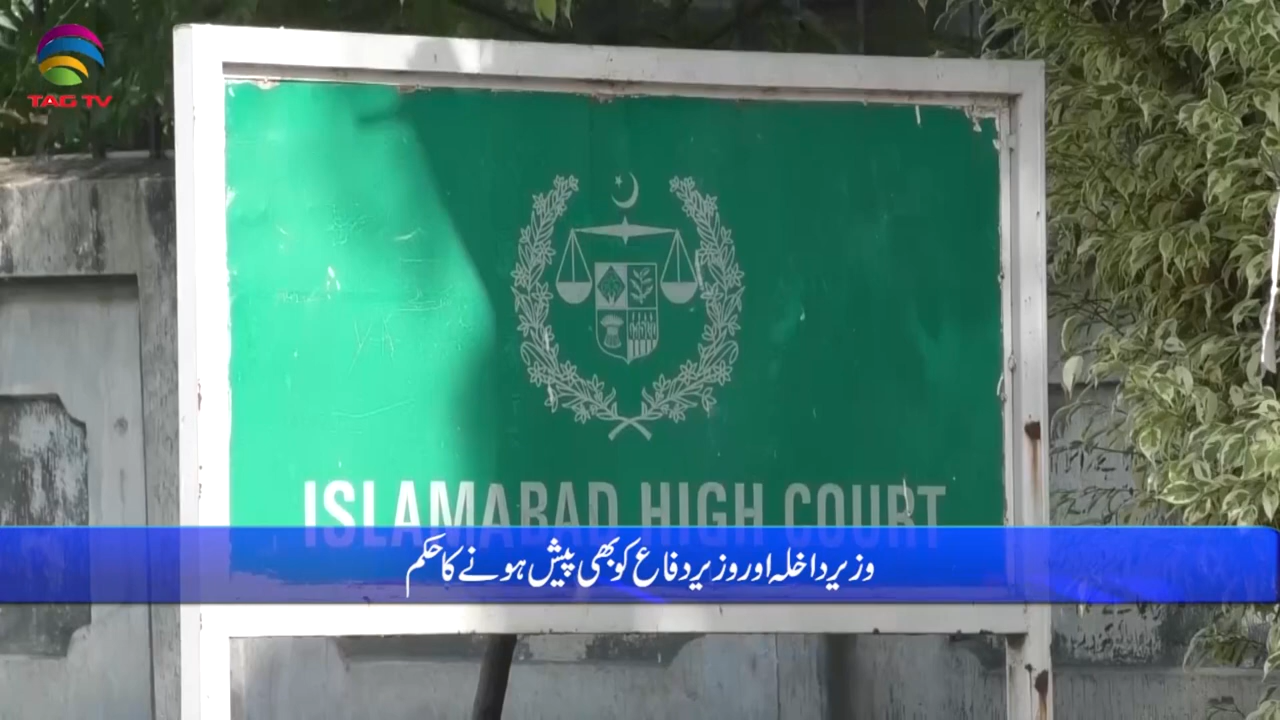 TAG TV
ISLAMABAD HIGH COURT
وزیرِداخلہ اور وزیرِدفاع کو بھی پیش ہونے کا حکم